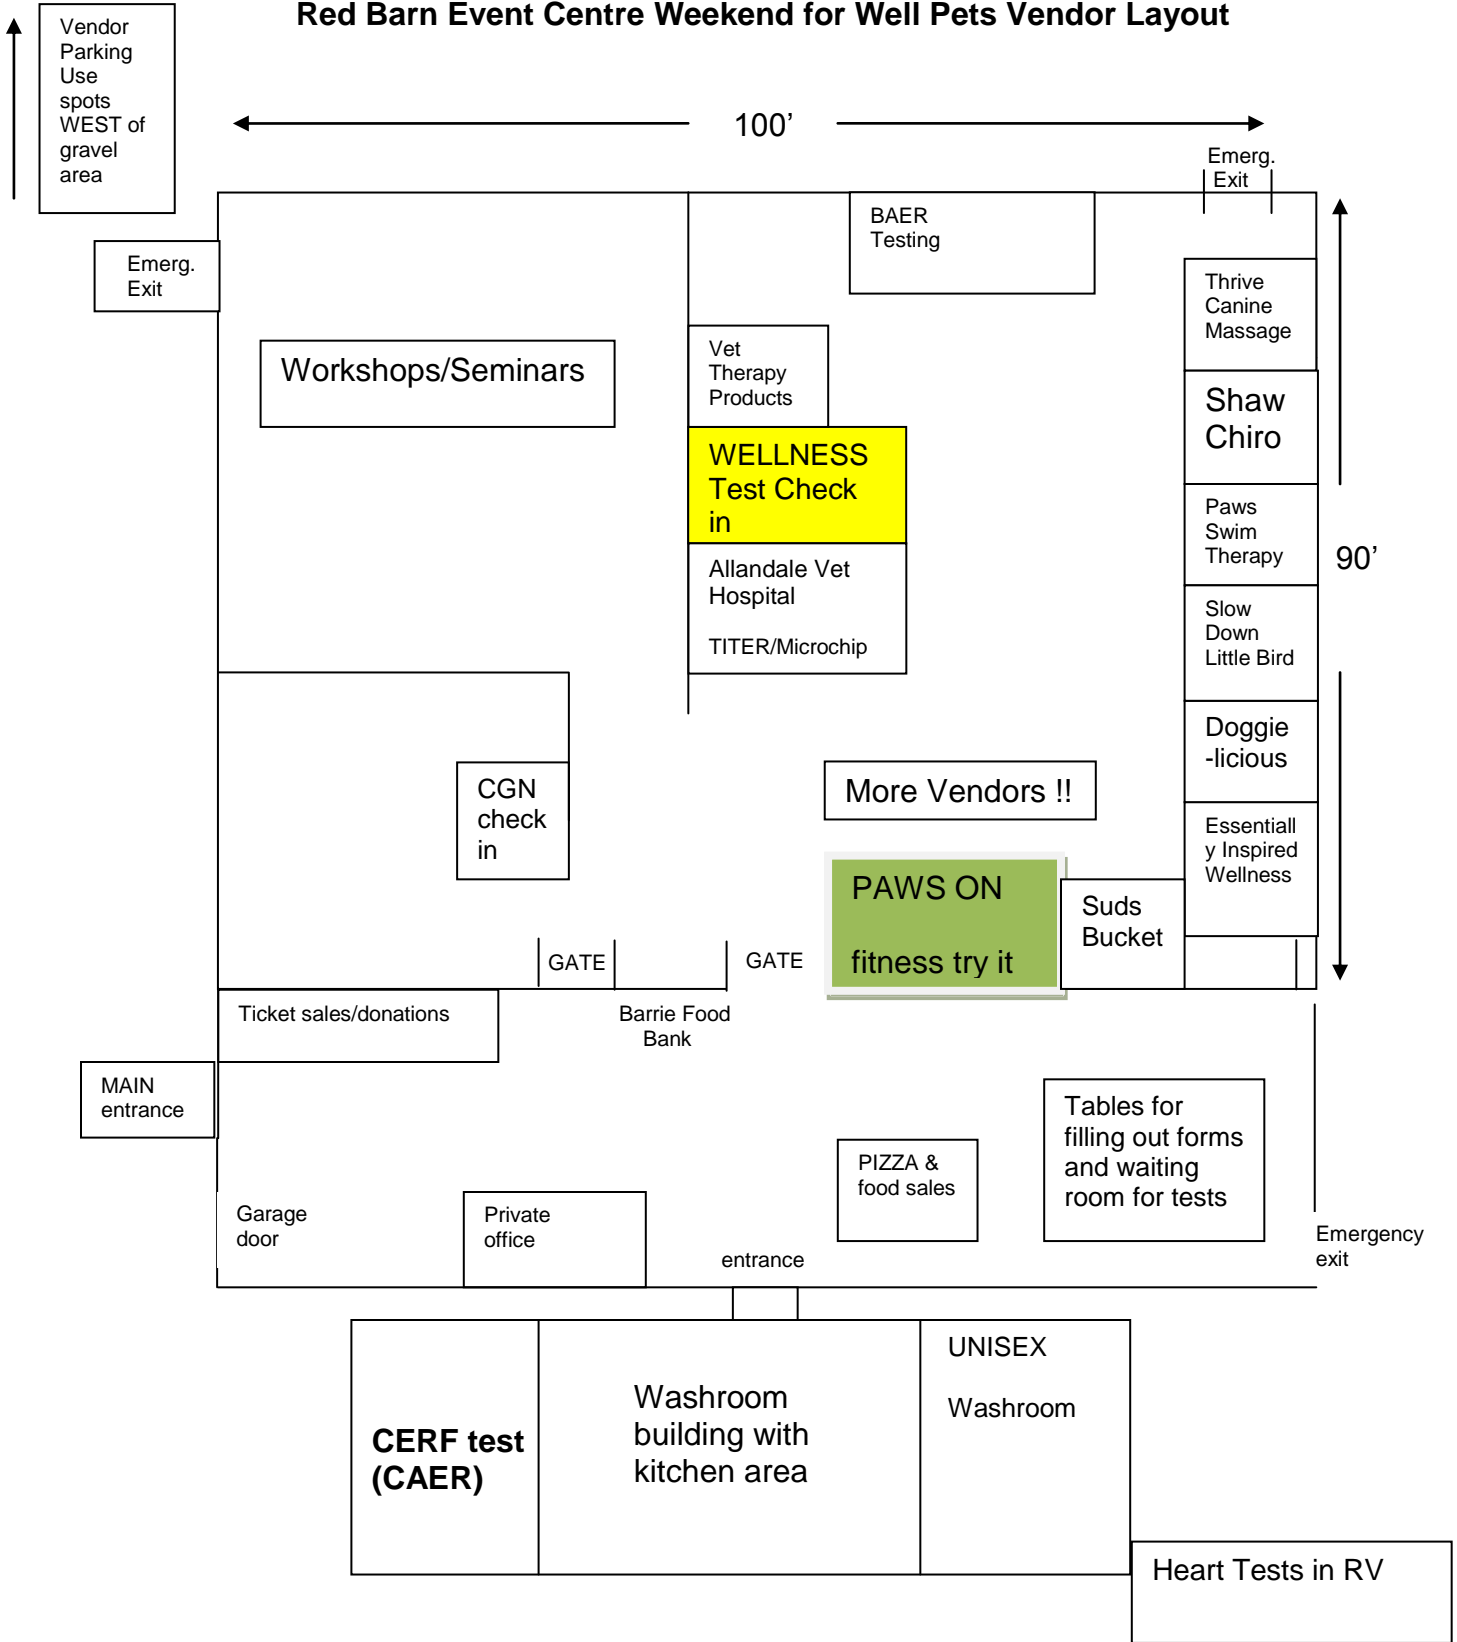 Red Barn Event Centre Weekend for Well Pets Vendor Layout
Vendor
Parking
Use
spots
WEST of
gravel
area
100’
Emerg.
Exit
BAER
Testing
Emerg.
Exit
Thrive
Canine
Massage
Workshops/Seminars
Vet
Therapy
Products
Shaw
Chiro
WELLNESS
Test Check
in
Paws
Swim
Therapy
90’
Allandale Vet
Hospital
TITER/Microchip
Slow
Down
Little Bird
Doggie
-licious
CGN
check
in
More Vendors !!
Essentiall
y Inspired
Wellness
PAWS ON
fitness try it
Suds
Bucket
GATE
GATE
Ticket sales/donations
Barrie Food
Bank
MAIN
entrance
Tables for
filling out forms
and waiting
room for tests
PIZZA &
food sales
Garage
door
Private
office
entrance
Emergency
exit
CERF test
(CAER)
Washroom
building with
kitchen area
UNISEX
Washroom
Heart Tests in RV